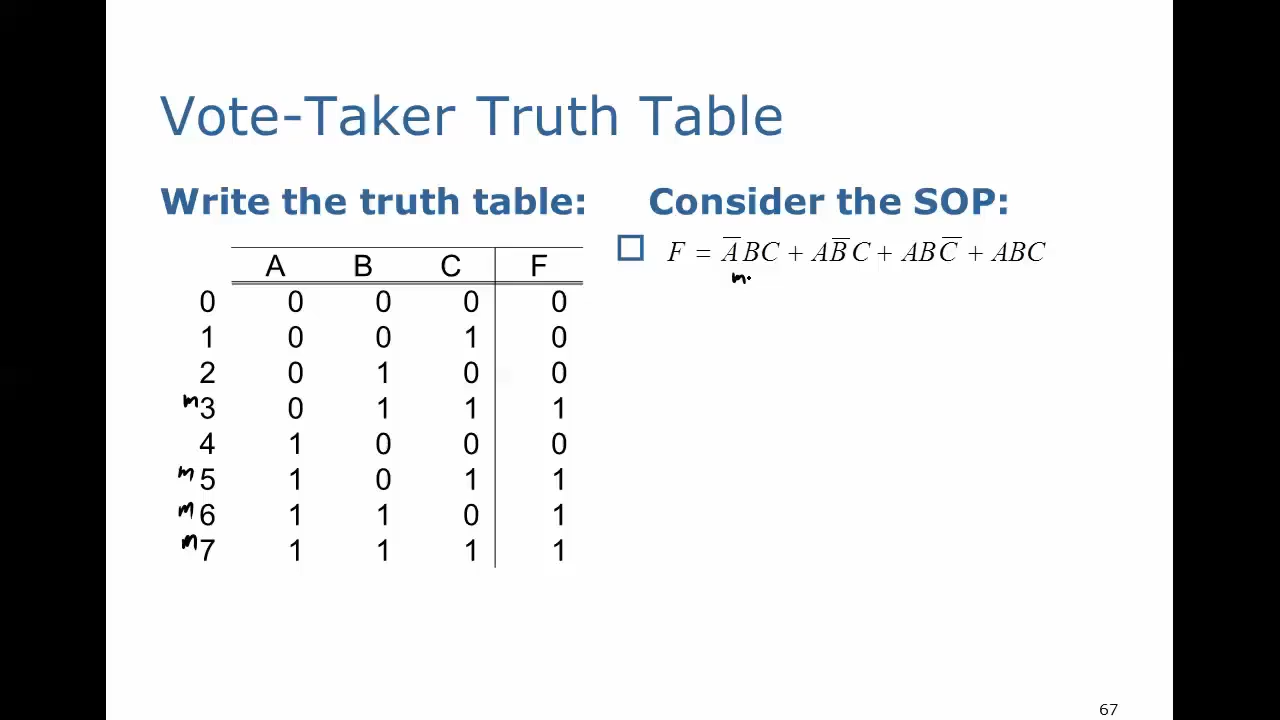 Vote-Taker Truth Table
Write the truth table:
A B C F
0 0 0 0 0
1 0 0 1 0
2 0 1 0 0
m3 0 1 1 1
4 1 0 0 0
m5 1 0 1 1
m6 1 1 0 1
m7 1 1 1 1
Consider the SOP:
F = A̅BC + AB̅C + ABC̅ + ABC
m
67